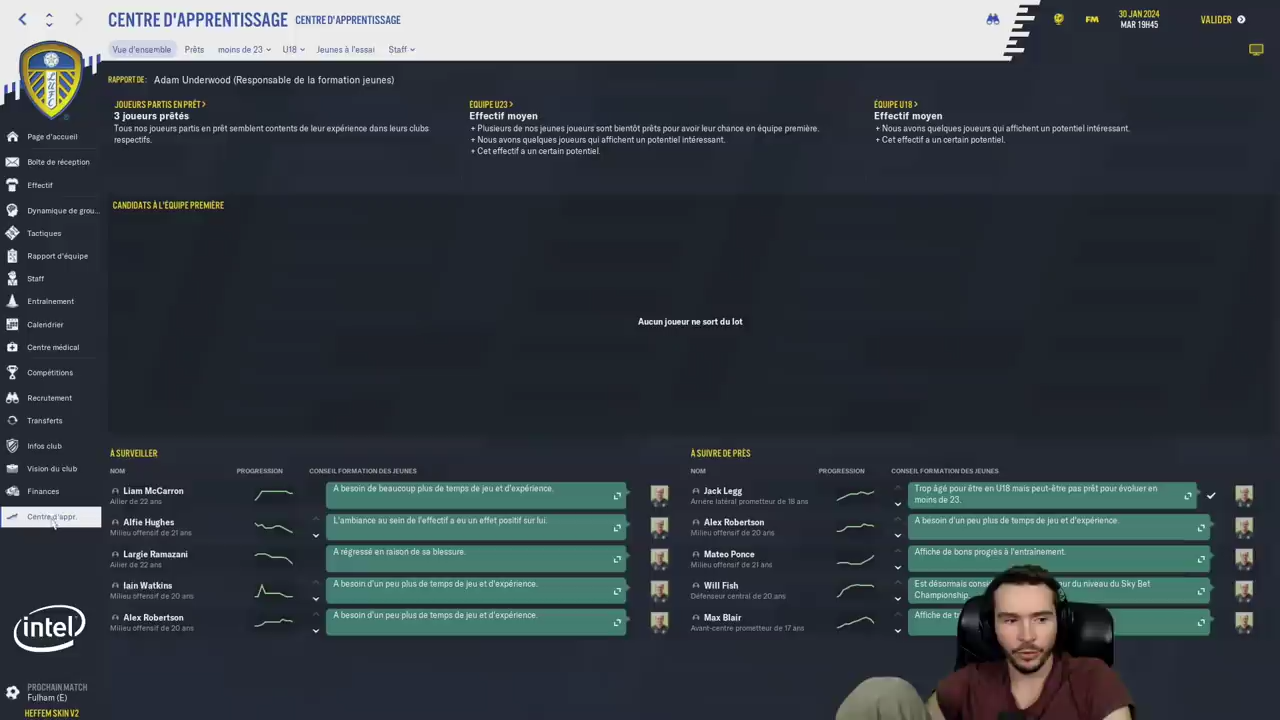 CENTRE D'APPRENTISSAGE CENTRE D'APPRENTISSAGE
FM
30 JAN 2024
MAR 19H45
VALIDER
Vue d'ensemble Prêts moins de 23 U18 Jeunes à l'essai Staff
RAPPORT DE : Adam Underwood (Responsable de la formation jeunes)
JOUEURS PARTIS EN PRÊT >
3 joueurs prêtés
Tous nos joueurs partis en prêt semblent contents de leur expérience dans leurs clubs
respectifs.
ÉQUIPE U23 >
Effectif moyen
+ Plusieurs de nos jeunes joueurs sont bientôt prêts pour avoir leur chance en équipe première.
+ Nous avons quelques joueurs qui affichent un potentiel intéressant.
+ Cet effectif a un certain potentiel.
ÉQUIPE U18 >
Effectif moyen
+ Nous avons quelques joueurs qui affichent un potentiel intéressant.
+ Cet effectif a un certain potentiel.
Page d'accueil
Boîte de réception
Effectif
Dynamique de grou...
Tactiques
Rapport d'équipe
Staff
Entraînement
Calendrier
Centre médical
Compétitions
Recrutement
Transferts
Infos club
Vision du club
Finances
Centre d'appr.
intel
PROCHAIN MATCH
Fulham (E)
HEFFEM SKIN V2
CANDIDATS À L'ÉQUIPE PREMIÈRE
Aucun joueur ne sort du lot
À SURVEILLER
NOM PROGRESSION CONSEIL FORMATION DES JEUNES
Liam McCarron
Ailier de 22 ans
A besoin de beaucoup plus de temps de jeu et d'expérience.
Alfie Hughes
Milieu offensif de 21 ans
L'ambiance au sein de l'effectif a eu un effet positif sur lui.
Largie Ramazani
Ailier de 22 ans
A régressé en raison de sa blessure.
Iain Watkins
Milieu offensif de 20 ans
A besoin d'un peu plus de temps de jeu et d'expérience.
Alex Robertson
Milieu offensif de 20 ans
A besoin d'un peu plus de temps de jeu et d'expérience.
À SUIVRE DE PRÈS
NOM PROGRESSION CONSEIL FORMATION DES JEUNES
Jack Legg
Arrière latéral prometteur de 18 ans
Trop âgé pour être en U18 mais peut-être pas prêt pour évoluer en
moins de 23.
Alex Robertson
Milieu offensif de 20 ans
A besoin d'un peu plus de temps de jeu et d'expérience.
Mateo Ponce
Milieu offensif de 21 ans
Affiche de bons progrès à l'entraînement.
Will Fish
Défenseur central de 20 ans
Est désormais du niveau du Sky Bet
Championship.
Max Blair
Avant-centre prometteur de 17 ans
Affiche de